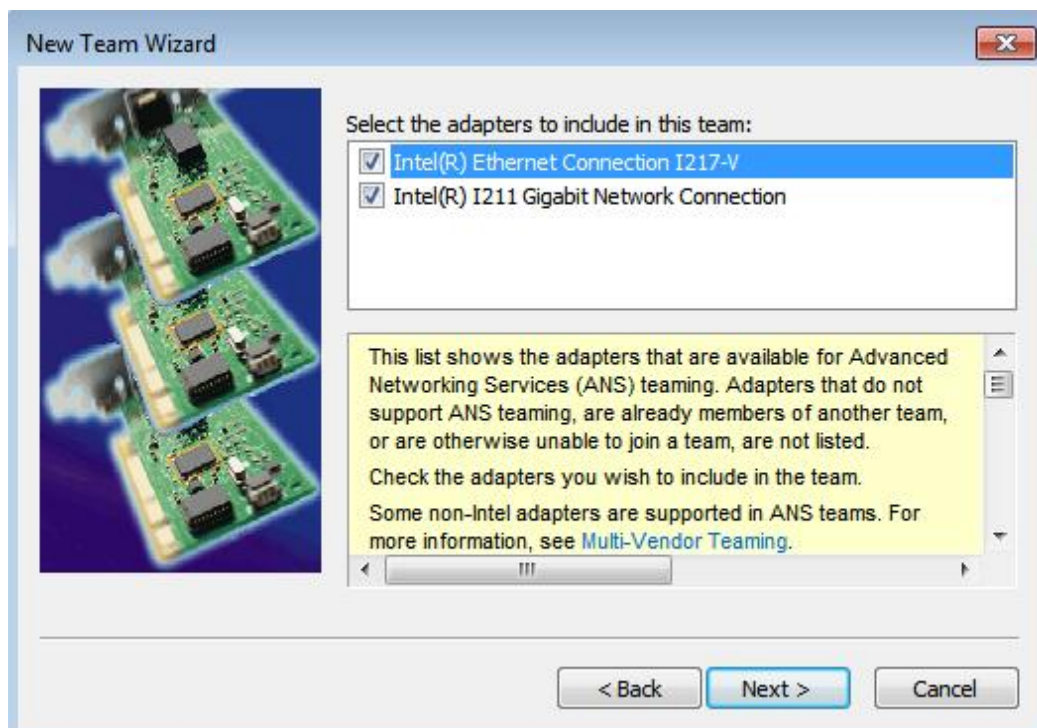 New Team Wizard
Select the adapters to include in this team:
Intel(R) Ethernet Connection I217-V
Intel(R) I211 Gigabit Network Connection
This list shows the adapters that are available for Advanced
Networking Services (ANS) teaming. Adapters that do not
support ANS teaming, are already members of another team,
or are otherwise unable to join a team, are not listed.
Check the adapters you wish to include in the team.
Some non-Intel adapters are supported in ANS teams. For
more information, see Multi-Vendor Teaming.
< Back
Next >
Cancel